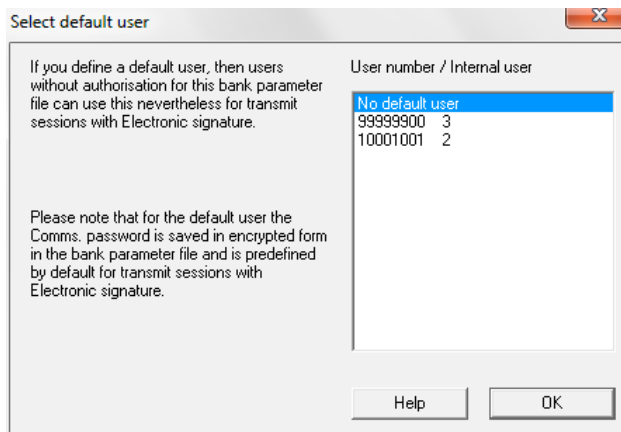 Select default user
If you define a default user, then users
without authorisation for this bank parameter
file can use this nevertheless for transmit
sessions with Electronic signature.
Please note that for the default user the
Comms. password is saved in encrypted form
in the bank parameter file and is predefined
by default for transmit sessions with
Electronic signature.
User number / Internal user
No default user
99999900 3
10001001 2
Help
OK